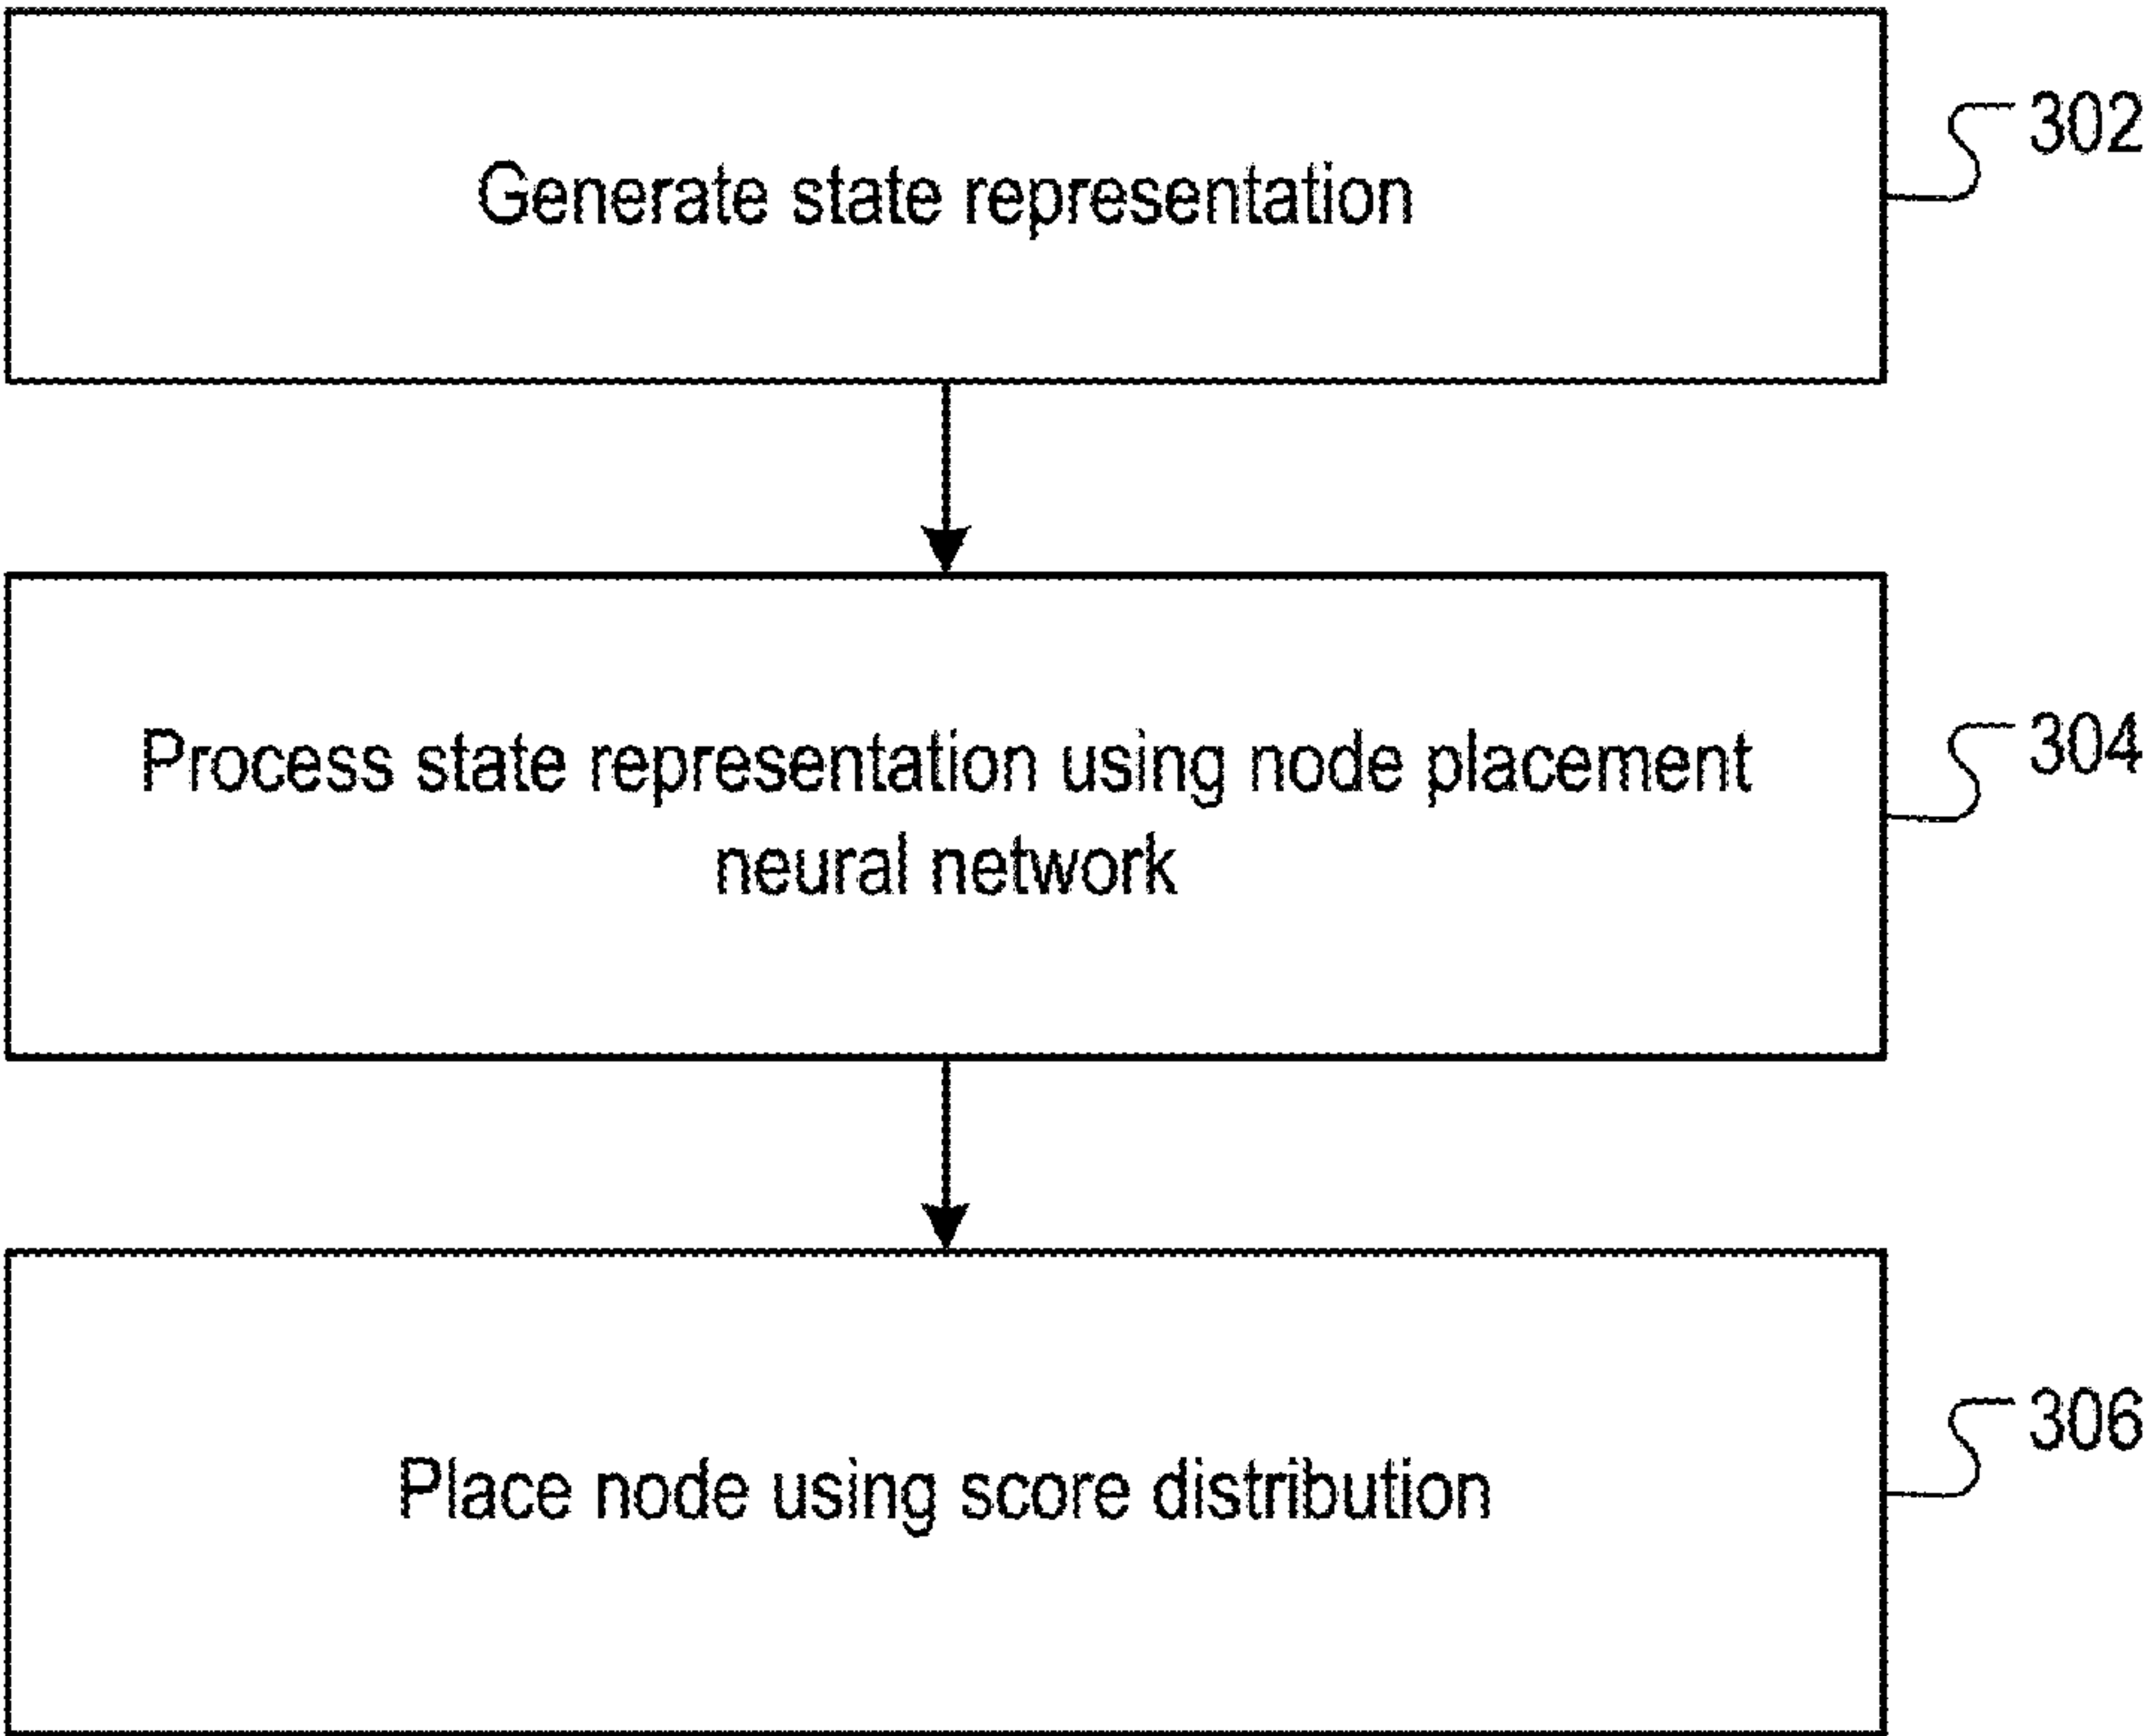 Generate state representation
302
Process state representation using node placement
neural network
304
Place node using score distribution
306